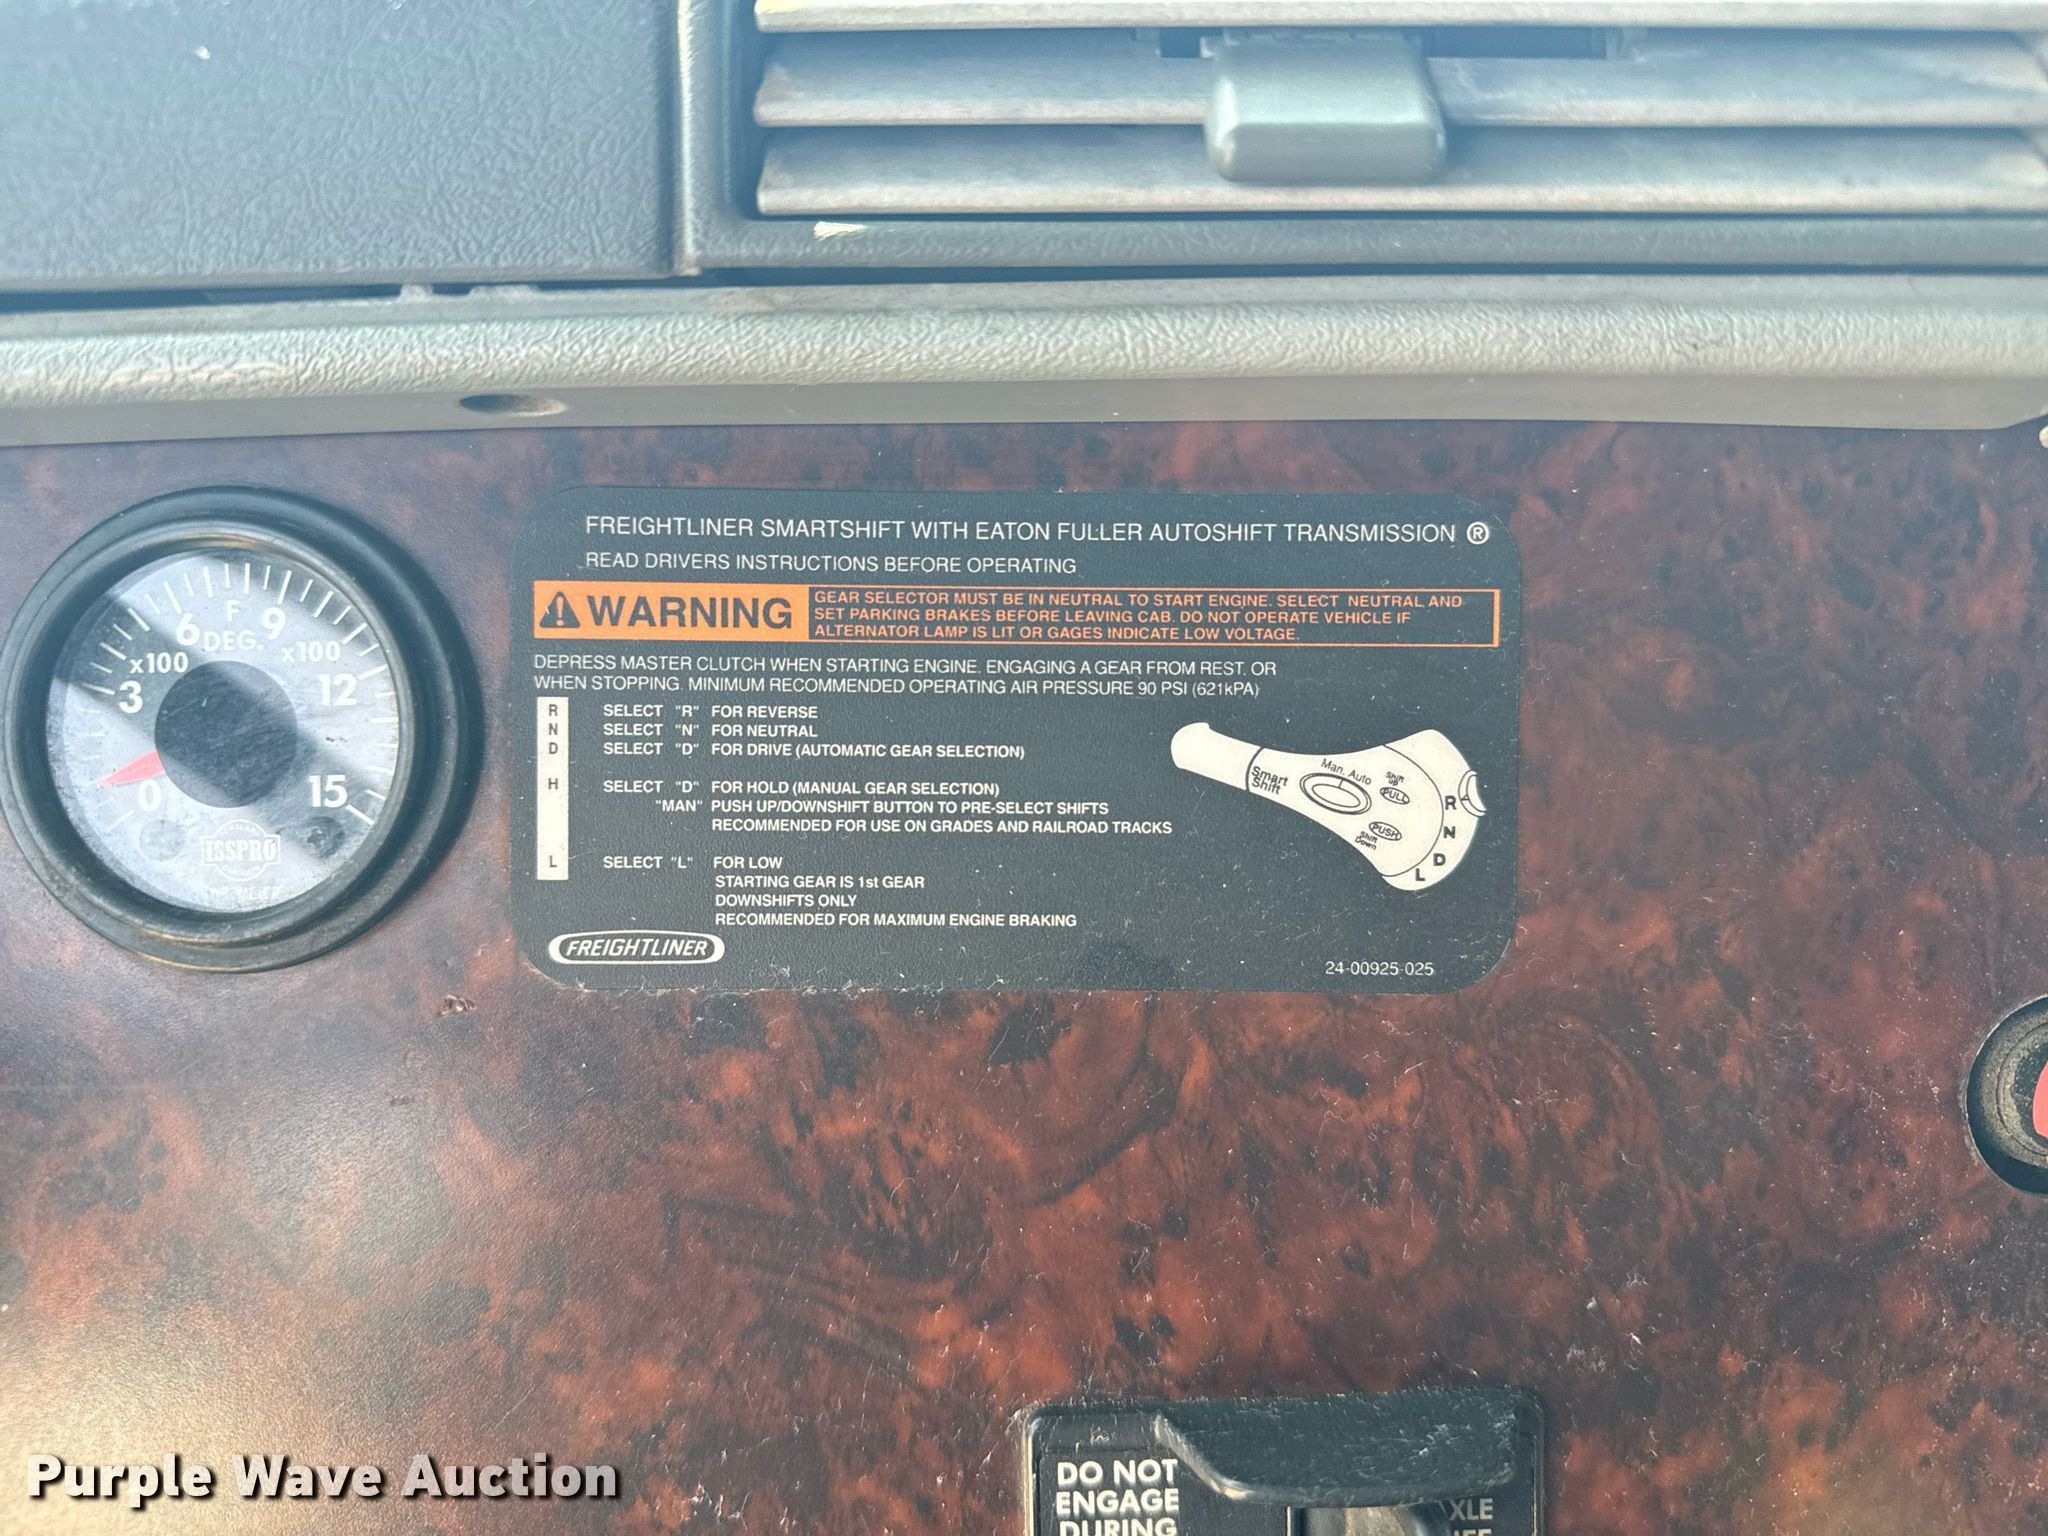 FREIGHTLINER SMARTSHIFT WITH EATON FULLER AUTOSHIFT TRANSMISSION ®
READ DRIVERS INSTRUCTIONS BEFORE OPERATING
WARNING
GEAR SELECTOR MUST BE IN NEUTRAL TO START ENGINE. SELECT NEUTRAL AND
SET PARKING BRAKES BEFORE LEAVING CAB. DO NOT OPERATE VEHICLE IF
ALTERNATOR LAMP IS LIT OR GAGES INDICATE LOW VOLTAGE.
DEPRESS MASTER CLUTCH WHEN STARTING ENGINE, ENGAGING A GEAR FROM REST, OR
WHEN STOPPING. MINIMUM RECOMMENDED OPERATING AIR PRESSURE 90 PSI (621kPA)
R SELECT "R" FOR REVERSE
N SELECT "N" FOR NEUTRAL
D SELECT "D" FOR DRIVE (AUTOMATIC GEAR SELECTION)
H SELECT "D" FOR HOLD (MANUAL GEAR SELECTION)
"MAN" PUSH UP/DOWNSHIFT BUTTON TO PRE-SELECT SHIFTS
RECOMMENDED FOR USE ON GRADES AND RAILROAD TRACKS
L SELECT "L" FOR LOW
STARTING GEAR IS 1st GEAR
DOWNSHIFTS ONLY
RECOMMENDED FOR MAXIMUM ENGINE BRAKING
FREIGHTLINER
24-00925-025
Smart
Shift
Man. Auto
Shift
up
PULL
PUSH
Shift
Down
R
N
D
L
F
6 9
DEG.
x100 x100
3 12
0 15
ISSPRO
DO NOT
ENGAGE
DURING
Purple Wave Auction